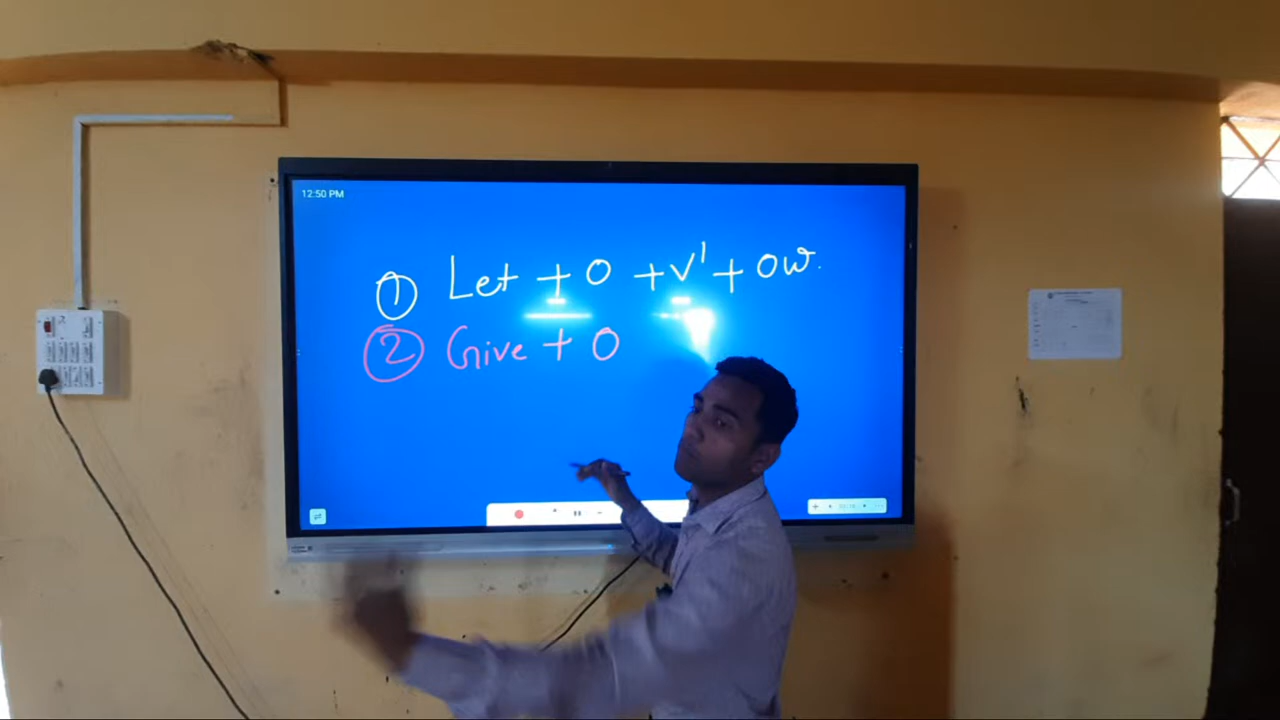 12:50 PM
① Let + O + V¹ + OW.
② Give + O